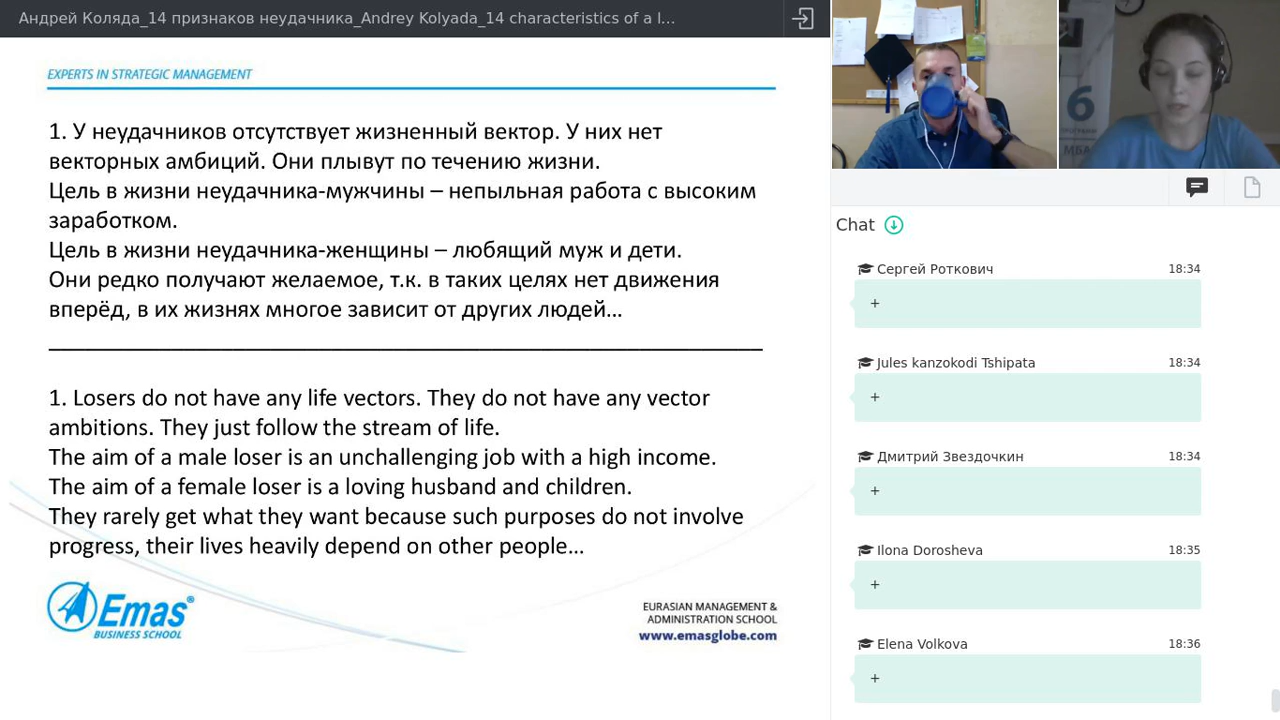 Андрей Коляда_14 признаков неудачника_Andrey Kolyada_14 characteristics of a l...
EXPERTS IN STRATEGIC MANAGEMENT
1. У неудачников отсутствует жизненный вектор. У них нет
векторных амбиций. Они плывут по течению жизни.
Цель в жизни неудачника-мужчины – непыльная работа с высоким
заработком.
Цель в жизни неудачника-женщины – любящий муж и дети.
Они редко получают желаемое, т.к. в таких целях нет движения
вперёд, в их жизнях многое зависит от других людей...
1. Losers do not have any life vectors. They do not have any vector
ambitions. They just follow the stream of life.
The aim of a male loser is an unchallenging job with a high income.
The aim of a female loser is a loving husband and children.
They rarely get what they want because such purposes do not involve
progress, their lives heavily depend on other people...
Emas®
BUSINESS SCHOOL
EURASIAN MANAGEMENT &
ADMINISTRATION SCHOOL
www.emasglobe.com
6
МБА
Chat
Сергей Роткович 18:34
+
Jules kanzokodi Tshipata 18:34
+
Дмитрий Звездочкин 18:34
+
Ilona Dorosheva 18:35
+
Elena Volkova 18:36
+